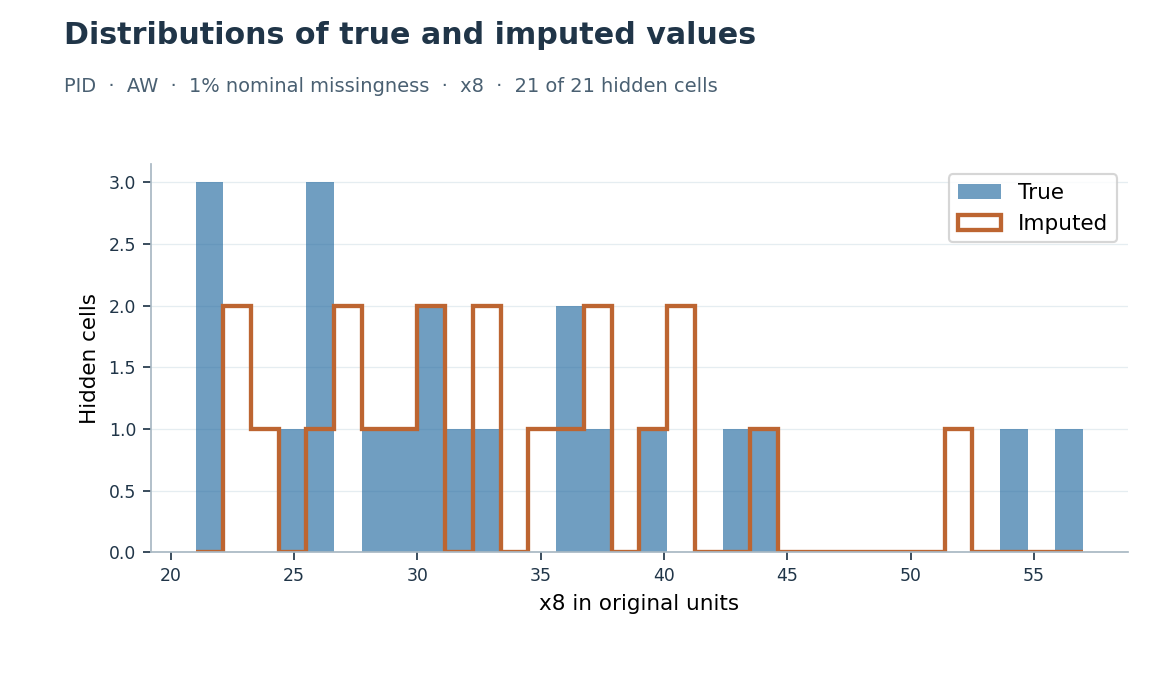 Distributions of true and imputed values
PID · AW · 1% nominal missingness · x8 · 21 of 21 hidden cells
True
Imputed
Hidden cells
3.0
2.5
2.0
1.5
1.0
0.5
0.0
20 25 30 35 40 45 50 55
x8 in original units